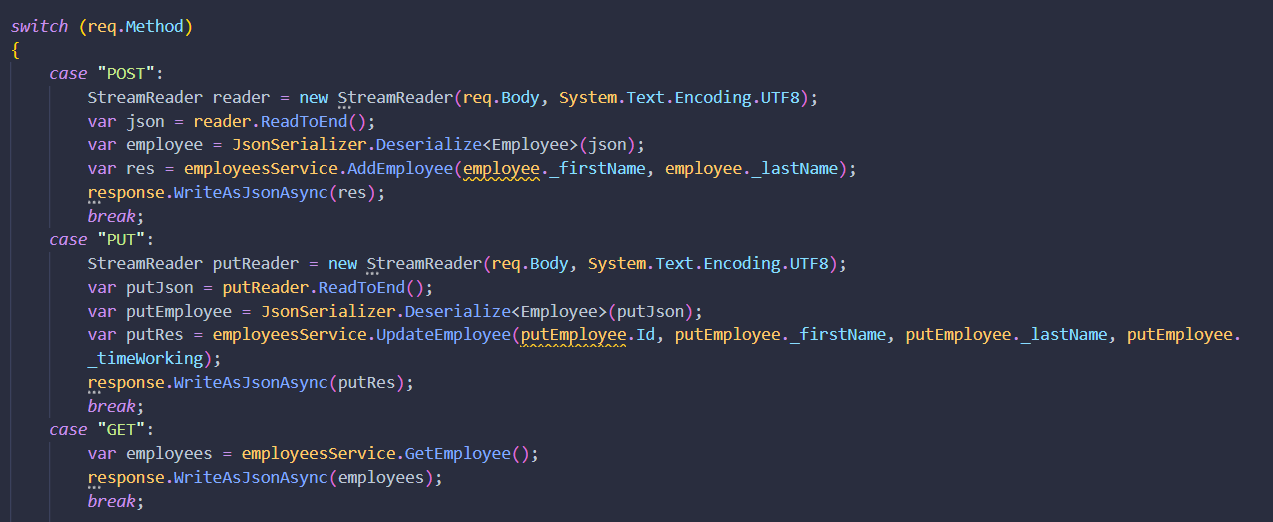 switch (req.Method)
{
case "POST":
StreamReader reader = new StreamReader(req.Body, System.Text.Encoding.UTF8);
var json = reader.ReadToEnd();
var employee = JsonSerializer.Deserialize<Employee>(json);
var res = employeesService.AddEmployee(employee._firstName, employee._lastName);
response.WriteAsJsonAsync(res);
break;
case "PUT":
StreamReader putReader = new StreamReader(req.Body, System.Text.Encoding.UTF8);
var putJson = putReader.ReadToEnd();
var putEmployee = JsonSerializer.Deserialize<Employee>(putJson);
var putRes = employeesService.UpdateEmployee(putEmployee.Id, putEmployee._firstName, putEmployee._lastName, putEmployee.
_timeWorking);
response.WriteAsJsonAsync(putRes);
break;
case "GET":
var employees = employeesService.GetEmployee();
response.WriteAsJsonAsync(employees);
break;